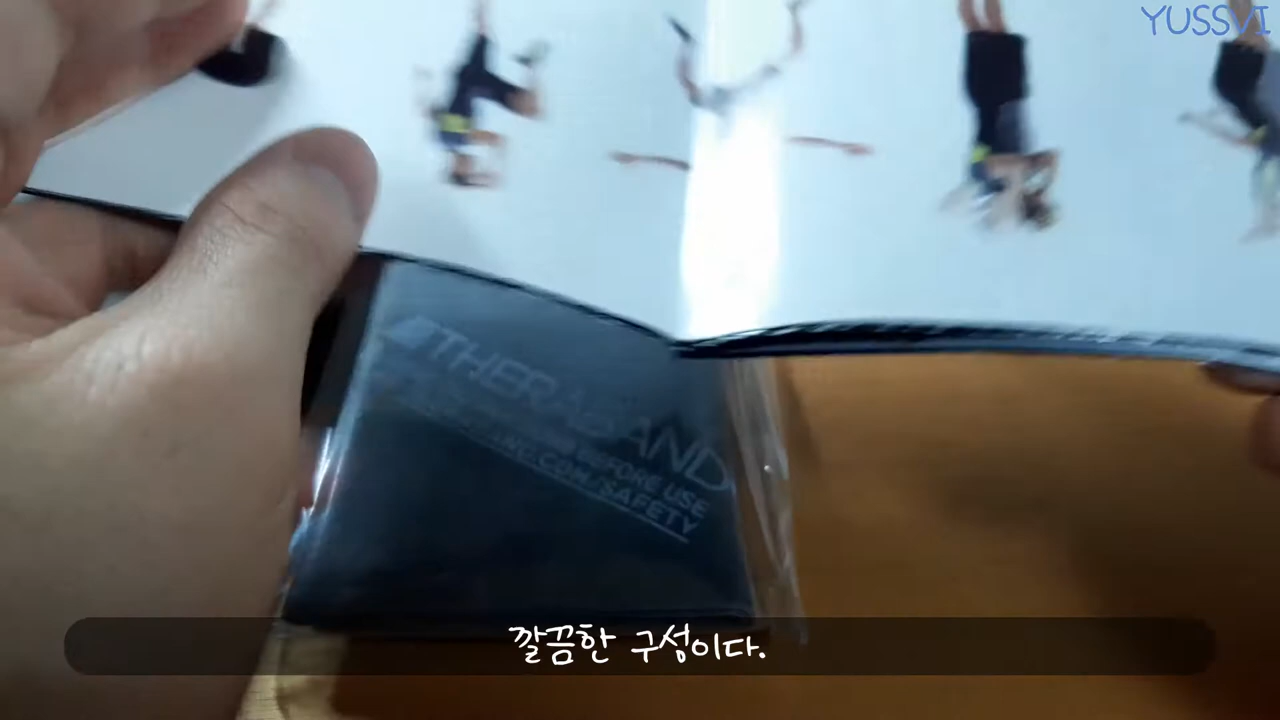 YUSSVI
THERABAND
BEFORE USE
.COM/SAFETY
깔끔한 구성이다.